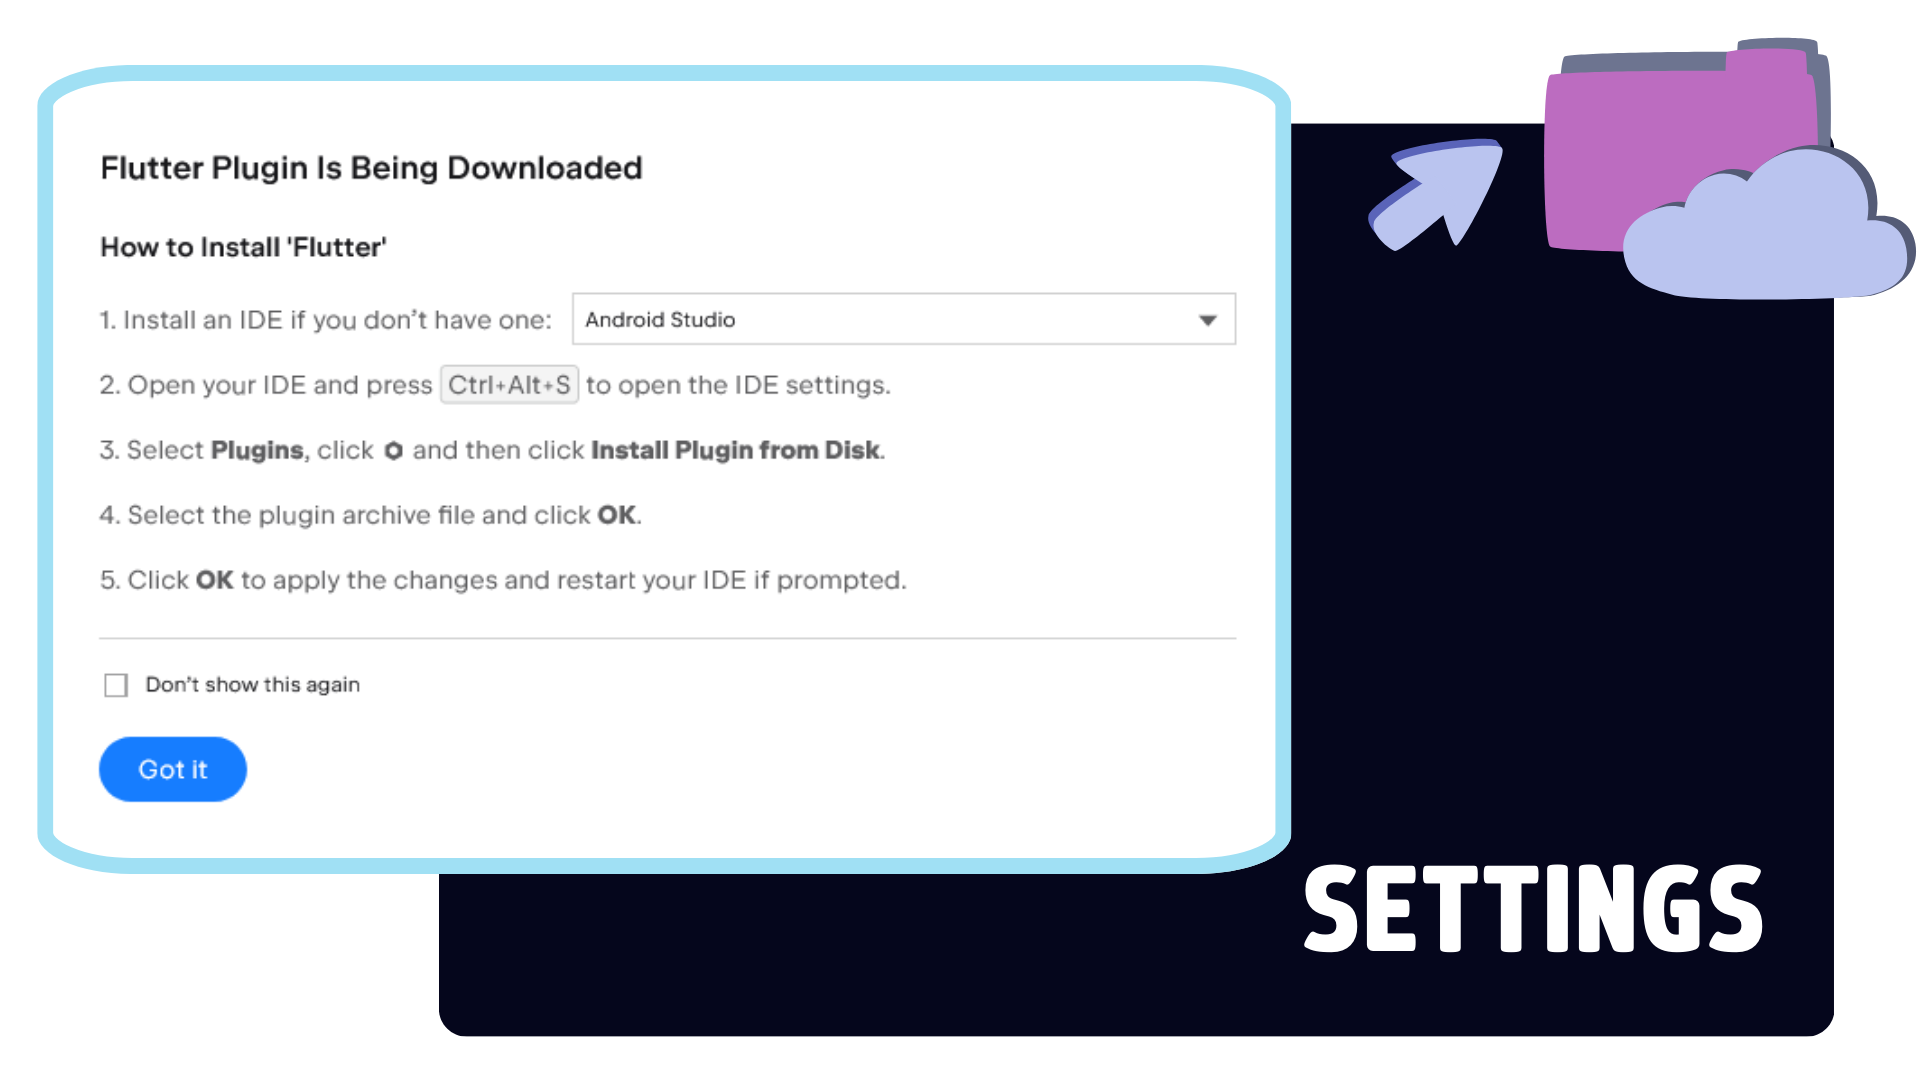 Flutter Plugin Is Being Downloaded
How to Install 'Flutter'
1. Install an IDE if you don’t have one: Android Studio
2. Open your IDE and press Ctrl+Alt+S to open the IDE settings.
3. Select Plugins, click and then click Install Plugin from Disk.
4. Select the plugin archive file and click OK.
5. Click OK to apply the changes and restart your IDE if prompted.
Don’t show this again
Got it
SETTINGS